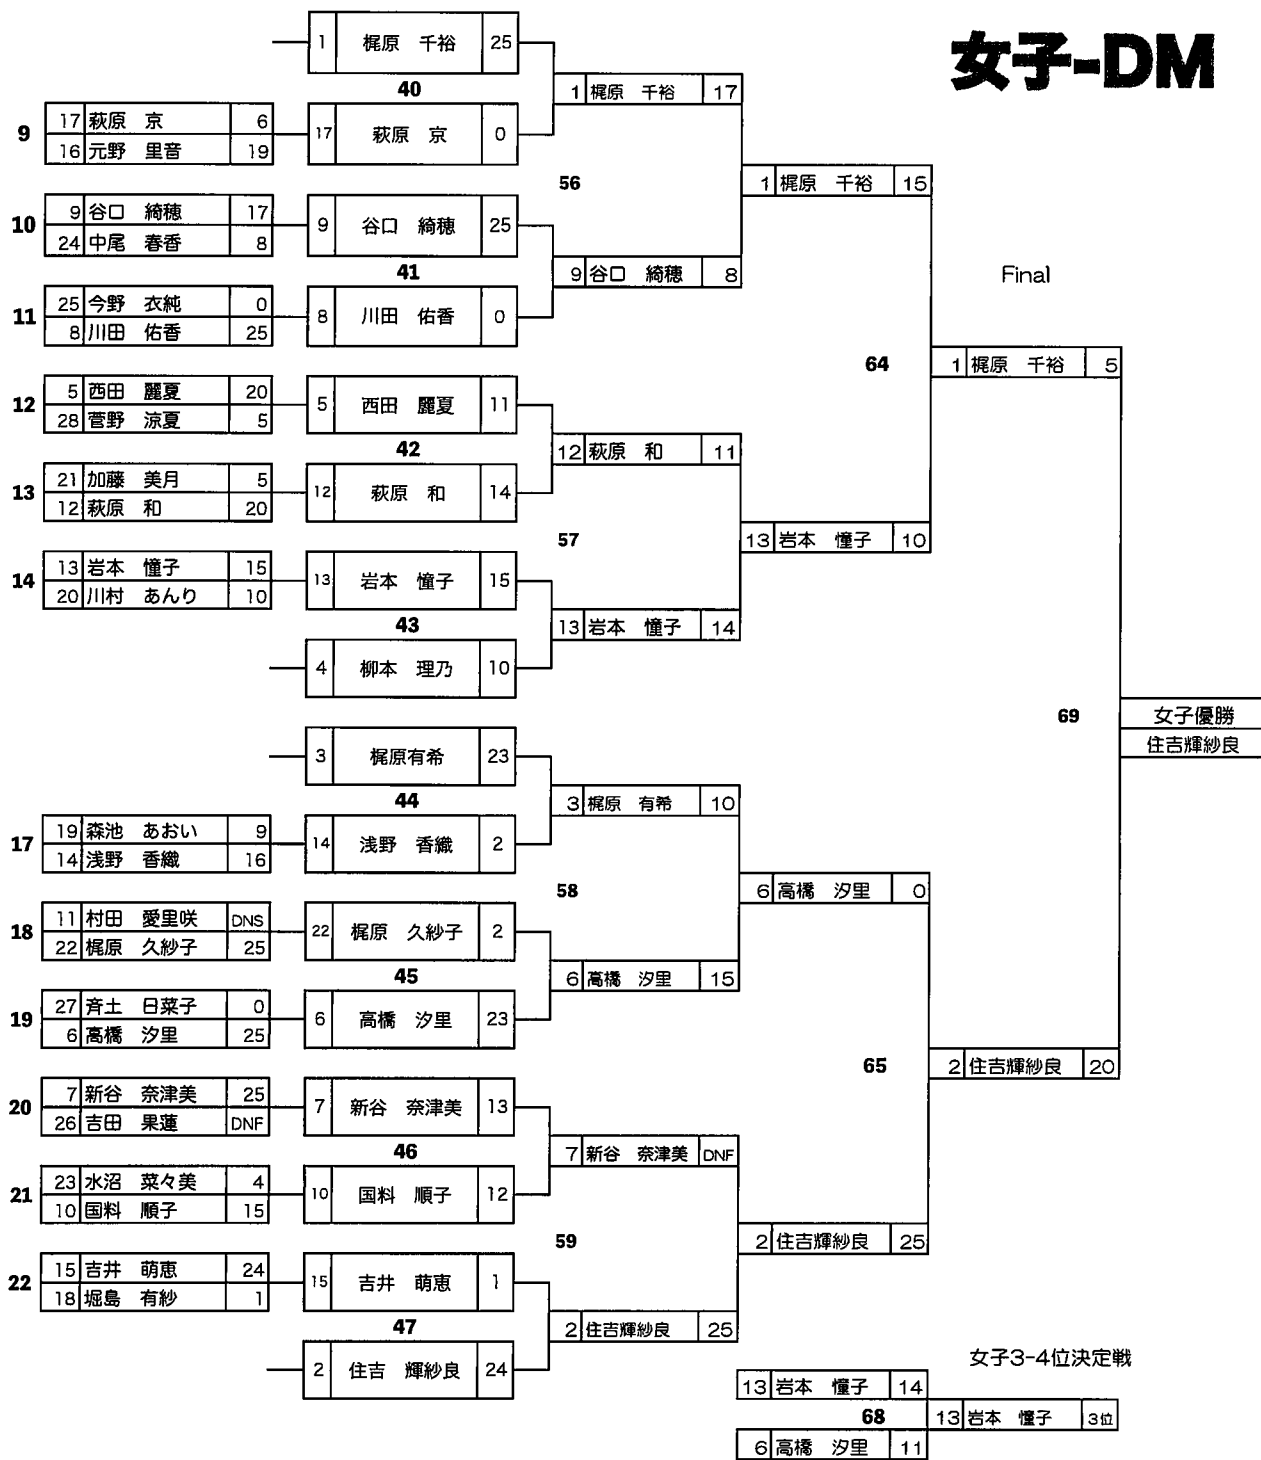 女子-DM
1 梶原 千裕 25
40
1 梶原 千裕 17
17 萩原 京 6
9
16 元野 里音 19
17 萩原 京 0
56
1 梶原 千裕 15
9 谷口 綺穂 17
10
24 中尾 春香 8
9 谷口 綺穂 25
41
9 谷口 綺穂 8
Final
25 今野 衣純 0
11
8 川田 佑香 25
8 川田 佑香 0
64
1 梶原 千裕 5
5 西田 麗夏 20
12
28 菅野 涼夏 5
5 西田 麗夏 11
42
12 萩原 和 11
21 加藤 美月 5
13
12 萩原 和 20
12 萩原 和 14
57
13 岩本 憧子 10
13 岩本 憧子 15
14
20 川村 あんり 10
13 岩本 憧子 15
43
13 岩本 憧子 14
4 柳本 理乃 10
69
女子優勝
住吉輝紗良
3 梶原有希 23
44
3 梶原 有希 10
19 森池 あおい 9
17
14 浅野 香織 16
14 浅野 香織 2
58
6 高橋 汐里 0
11 村田 愛里咲 DNS
18
22 梶原 久紗子 25
22 梶原 久紗子 2
45
6 高橋 汐里 15
27 斉土 日菜子 0
19
6 高橋 汐里 25
6 高橋 汐里 23
65
2 住吉輝紗良 20
7 新谷 奈津美 25
20
26 吉田 果蓮 DNF
7 新谷 奈津美 13
46
7 新谷 奈津美 DNF
23 水沼 菜々美 4
21
10 国料 順子 15
10 国料 順子 12
59
2 住吉輝紗良 25
15 吉井 萌恵 24
22
18 堀島 有紗 1
15 吉井 萌恵 1
47
2 住吉輝紗良 25
2 住吉 輝紗良 24
女子3-4位決定戦
13 岩本 憧子 14
68
13 岩本 憧子 3位
6 高橋 汐里 11